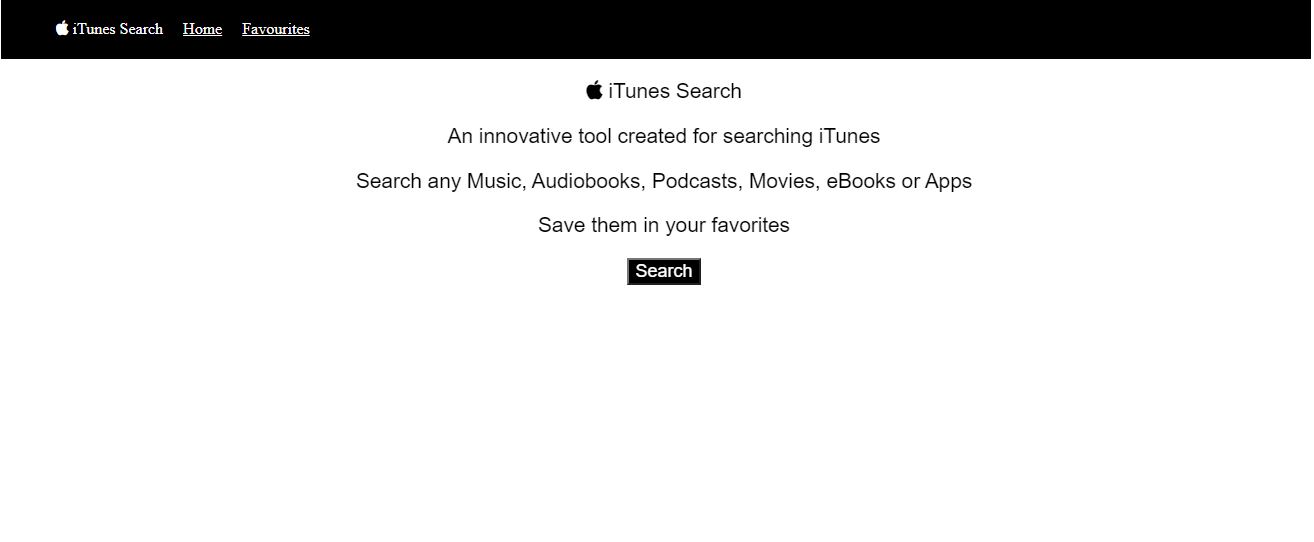 iTunes Search Home Favourites
iTunes Search
An innovative tool created for searching iTunes
Search any Music, Audiobooks, Podcasts, Movies, eBooks or Apps
Save them in your favorites
Search